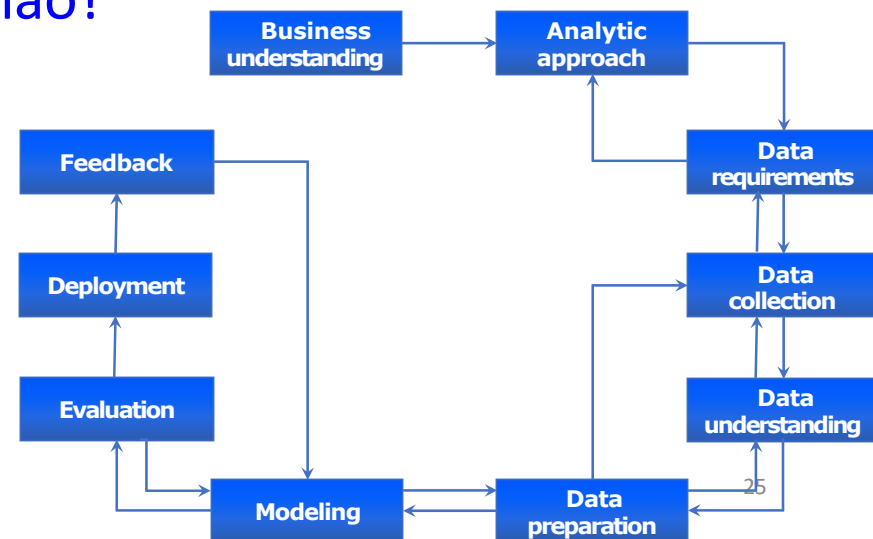 Business
understanding
Analytic
approach
Feedback
Data
requirements
Deployment
Data
collection
Evaluation
Data
understanding
25
Modeling
Data
preparation